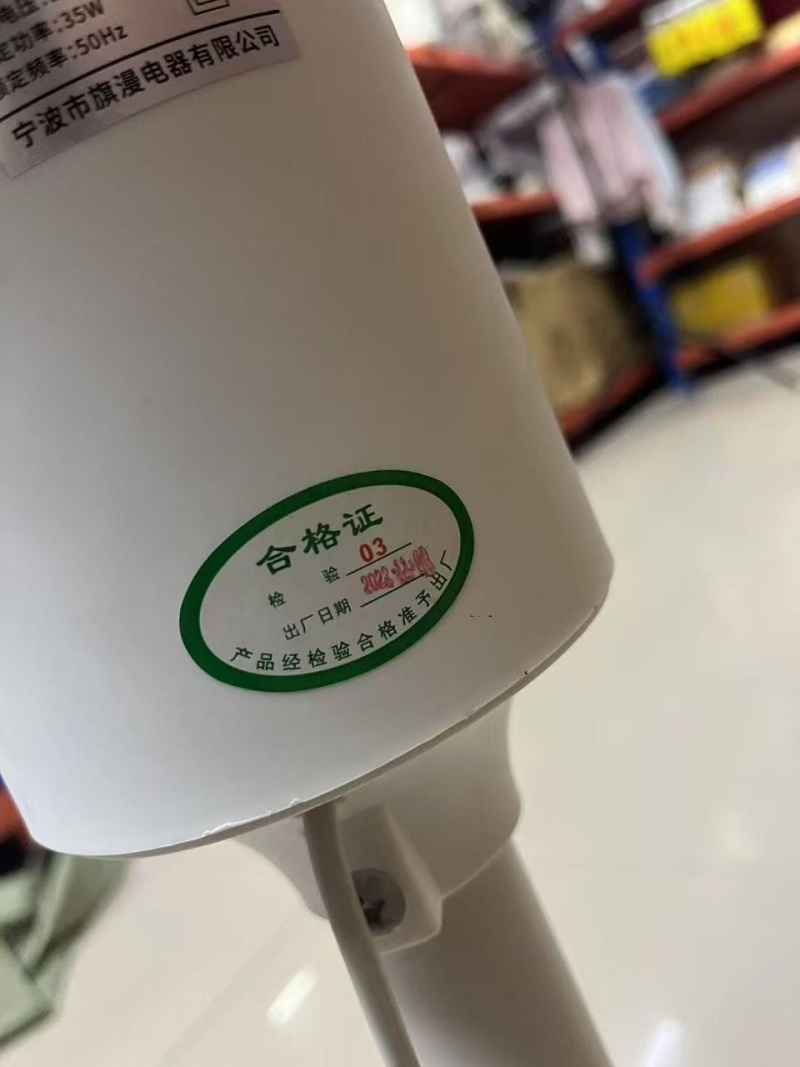 定功率:35W
额定频率:50Hz
宁波市旗漫电器有限公司
合格证
检 验 03
出厂日期
产品经检验合格准予出厂